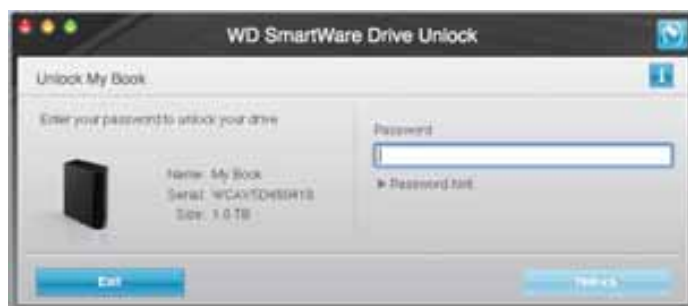 WD SmartWare Drive Unlock
Unlock My Book
Enter your password to unlock your drive
Name: My Book
Serial:
Size: 1.0 TB
Password
Password hint
Exit